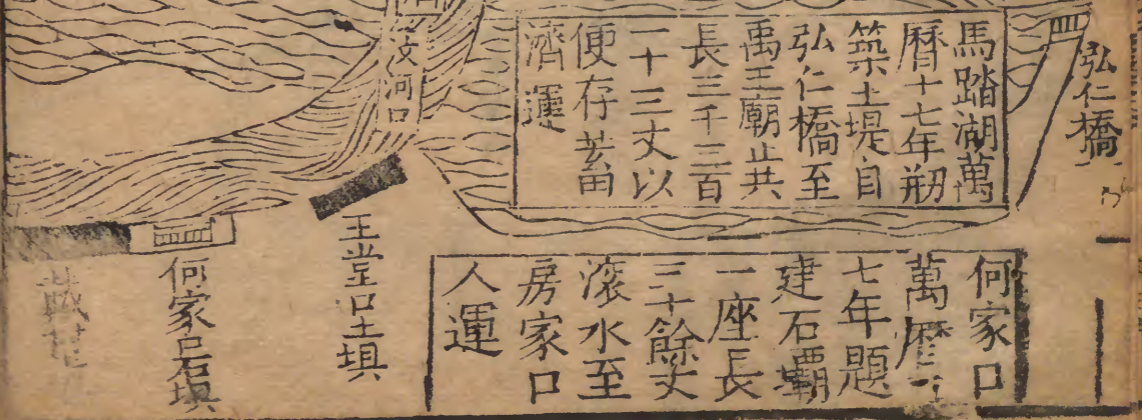 弘仁橋
馬踏湖萬
曆十七年剏
築土堤自
弘仁橋至
禹王廟止共
長三千三百
一十三丈以
便存蓄
濟運
汶河口
何家口
萬曆
七年題
建石壩
一座長
三十餘丈
滾水至
房家口
入運
王堂口土埧
何家口石埧